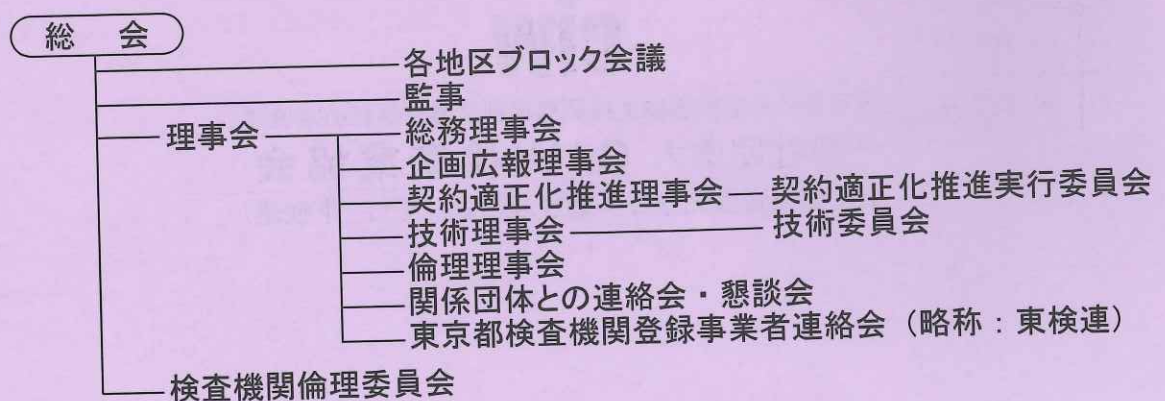 総　会
各地区ブロック会議
監事
理事会 総務理事会
企画広報理事会
契約適正化推進理事会 契約適正化推進実行委員会
技術理事会 技術委員会
倫理理事会
関係団体との連絡会・懇談会
東京都検査機関登録事業者連絡会（略称：東検連）
検査機関倫理委員会